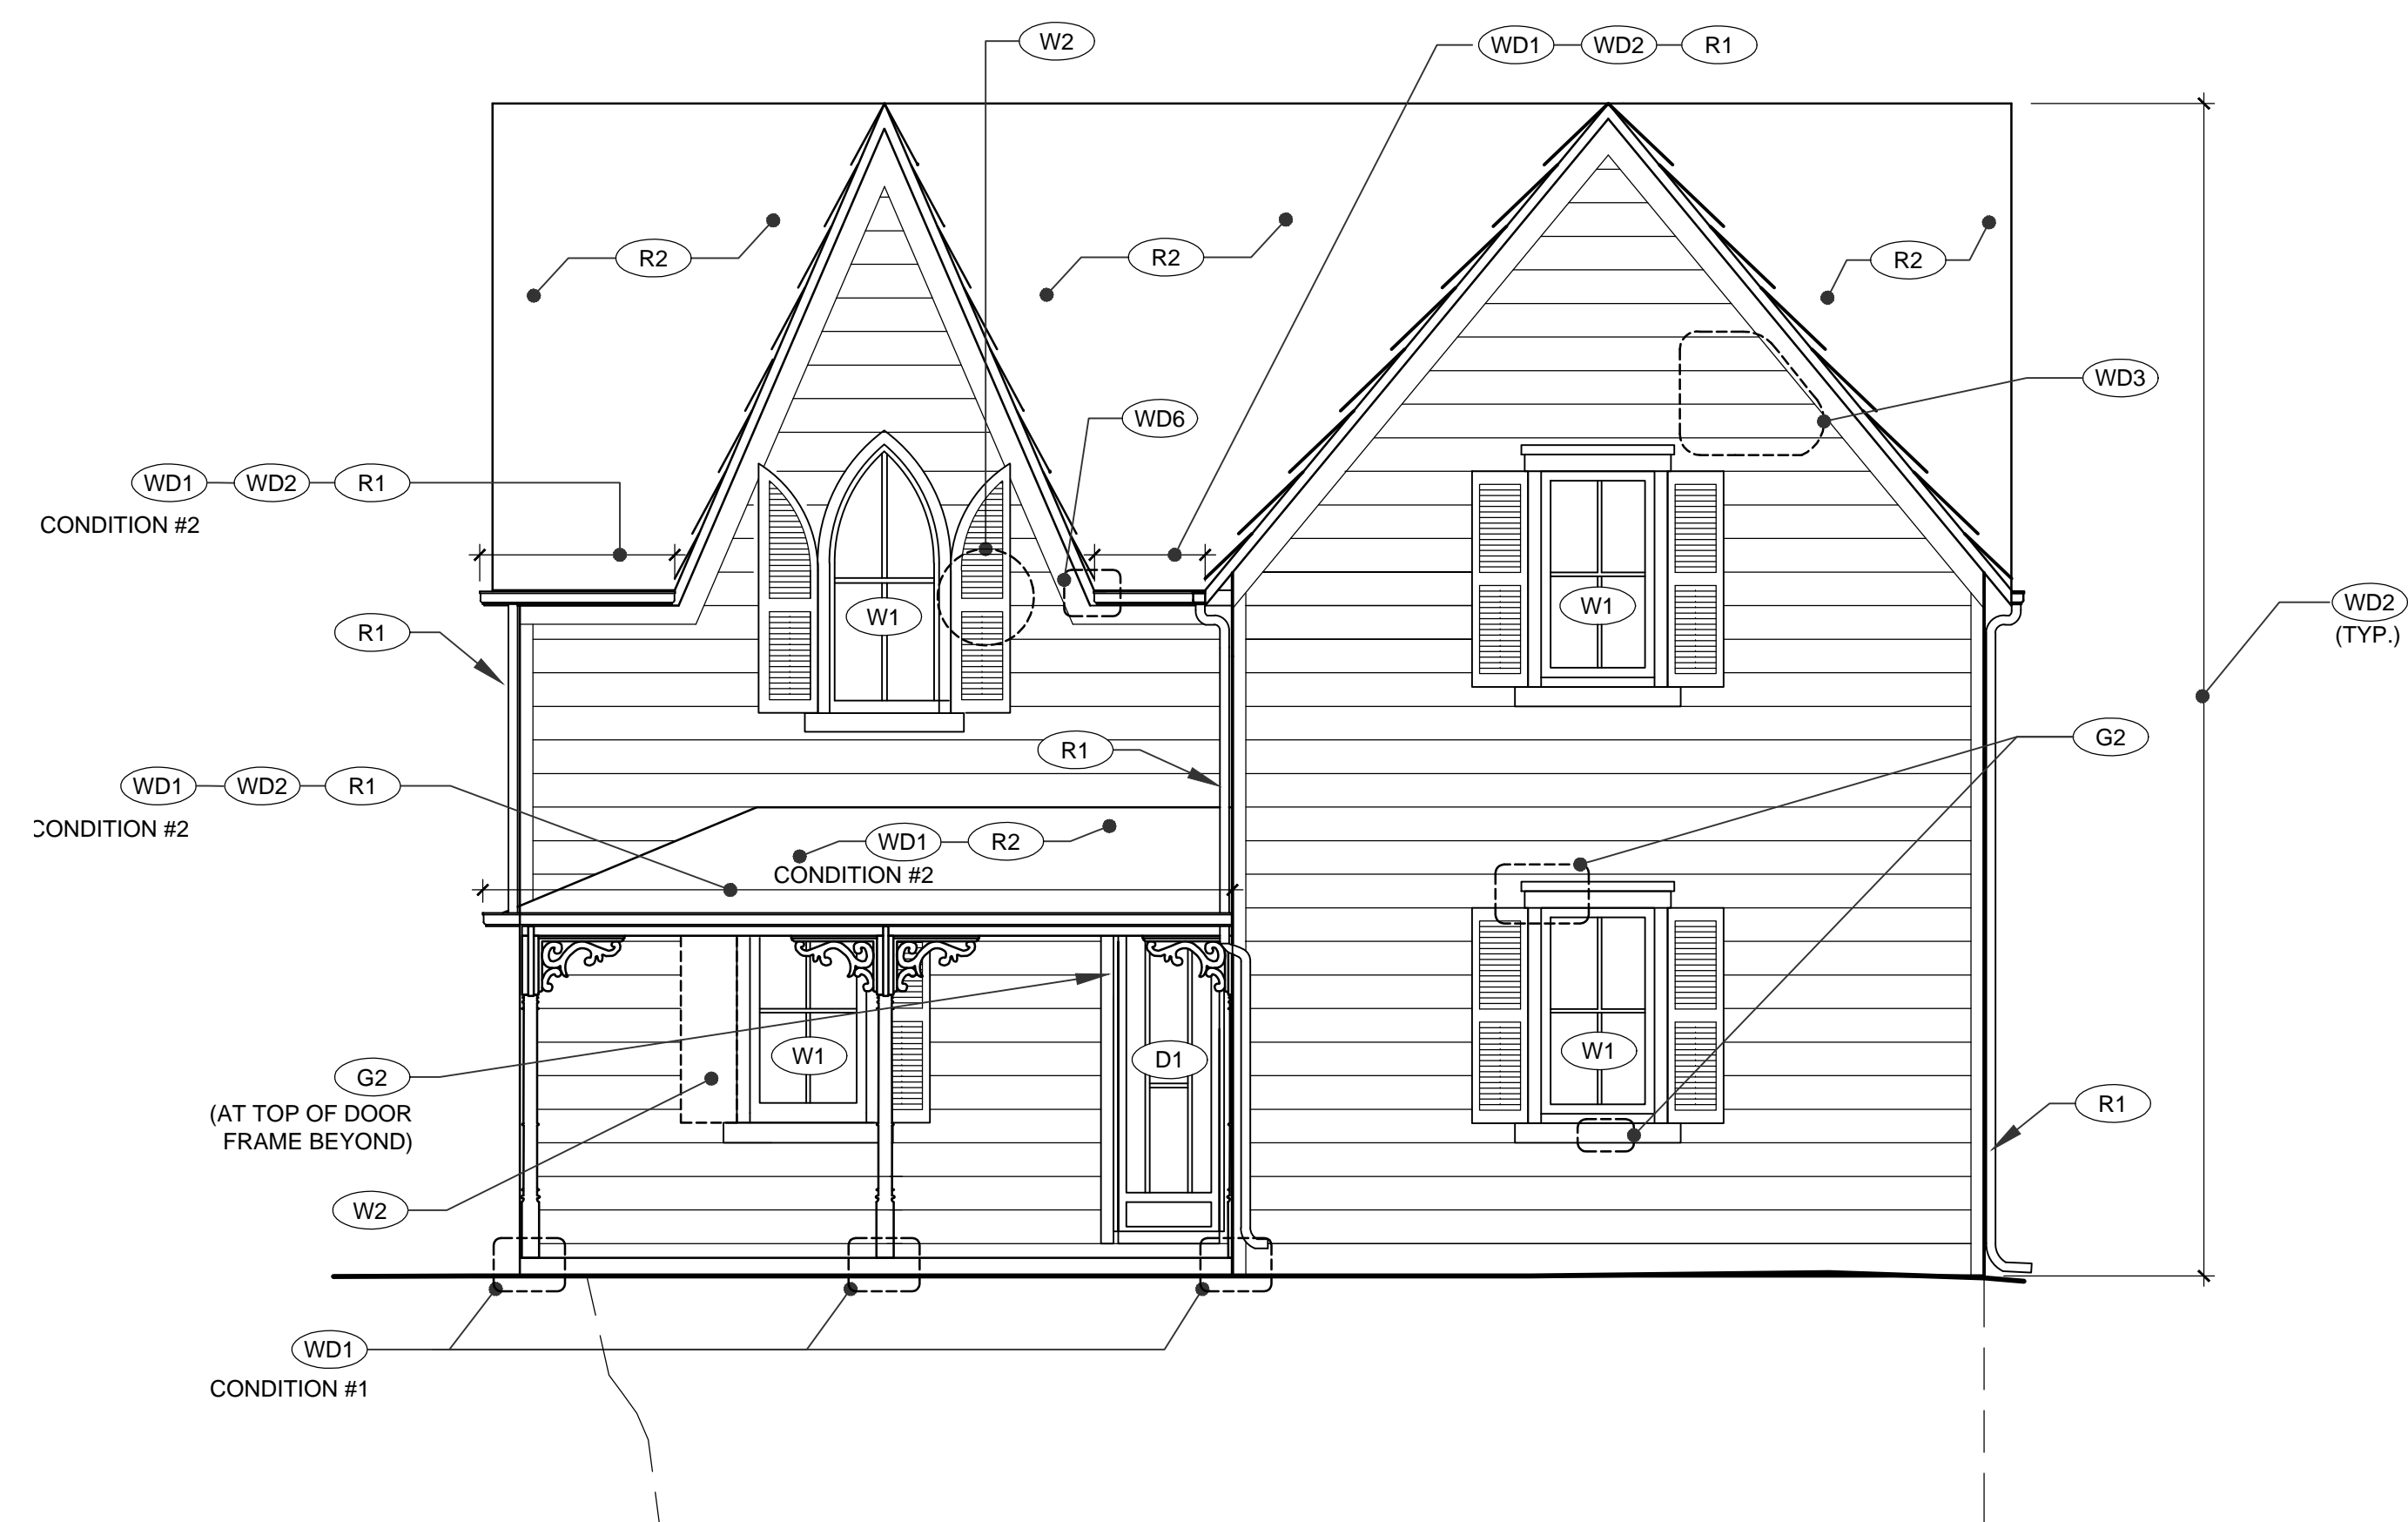 W2
WD1 WD2 R1
R2
R2
R2
WD3
WD6
WD1 WD2 R1
CONDITION #2
W1
W1
WD2
(TYP.)
R1
G2
R1
WD1 WD2 R1
CONDITION #2
WD1 R2
CONDITION #2
W1
W1
D1
G2
(AT TOP OF DOOR
FRAME BEYOND)
R1
W2
WD1
CONDITION #1